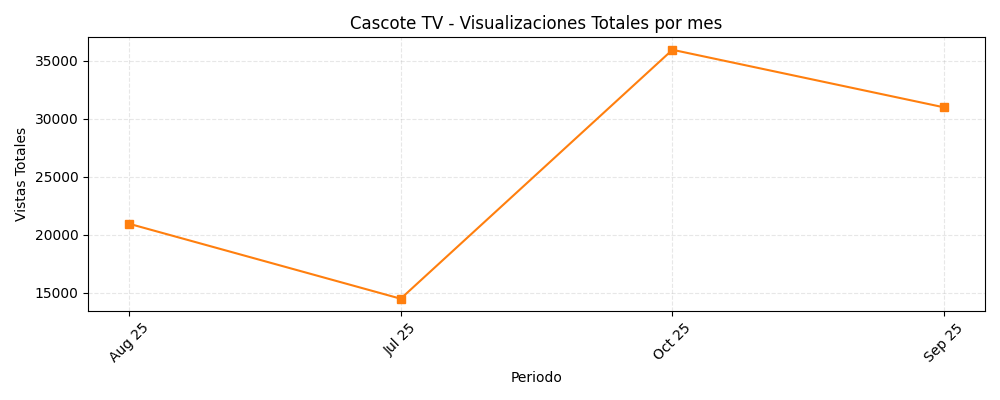 Cascote TV - Visualizaciones Totales por mes
Vistas Totales
35000
30000
25000
20000
15000
Aug 25
Jul 25
Oct 25
Sep 25
Periodo